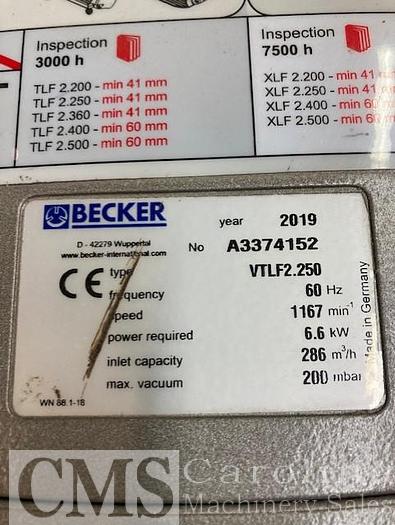 Inspection
3000 h
TLF 2.200 - min 41 mm
TLF 2.250 - min 41 mm
TLF 2.360 - min 41 mm
TLF 2.400 - min 60 mm
TLF 2.500 - min 60 mm
Inspection
7500 h
XLF 2.200 - min 41 mm
XLF 2.250 - min 41 m
XLF 2.400 - min 60 m
XLF 2.500 - min 60
BECKER
D - 42279 Wuppertal
www.becker-international.com
year 2019
No A3374152
CE
type VTLF2.250
frequency 60 Hz
speed 1167 min-1
power required 6.6 kW
inlet capacity 286 m³/h
max. vacuum 200 mbar
Made in Germany
WN 88.1-18
CMS Carolina
Machinery Sales